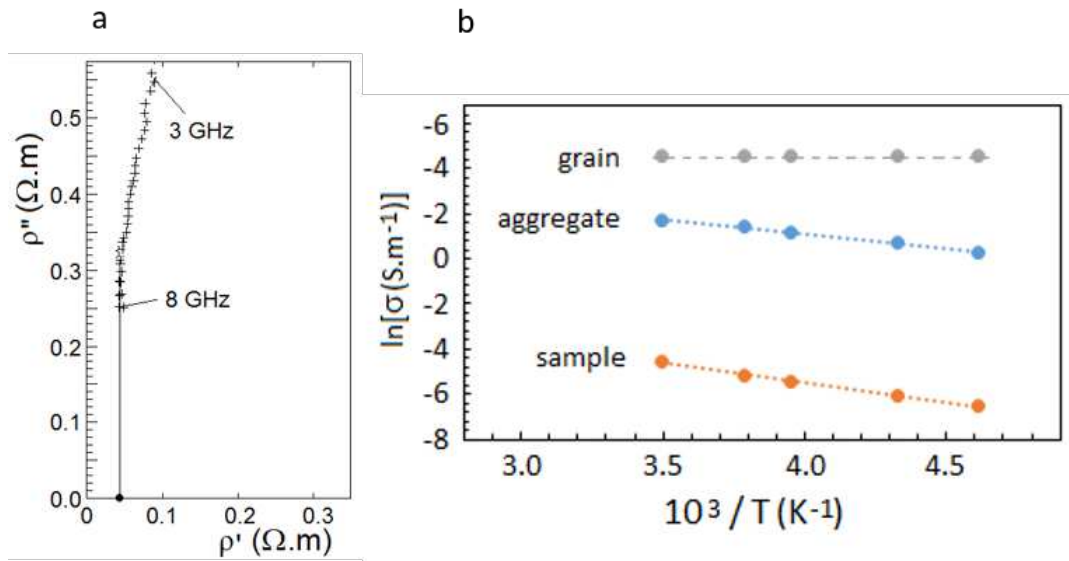 a
b
0.5
0.4
0.3
0.2
0.1
0.0
ρ" (Ω.m)
3 GHz
8 GHz
0
0.1
0.2
0.3
ρ' (Ω.m)
-6
-4
-2
0
-2
-4
-6
-8
ln[σ(S.m-1)]
grain
aggregate
sample
3.0
3.5
4.0
4.5
10 3 / T (K-1)